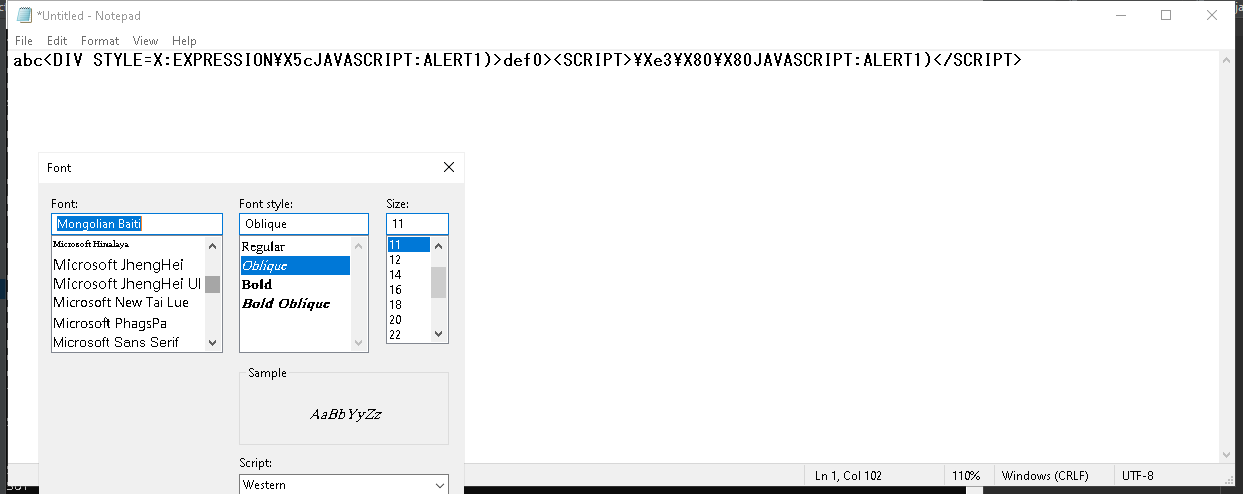 *Untitled - Notepad
File Edit Format View Help
abc<DIV STYLE=X:EXPRESSION¥X5cJAVASCRIPT:ALERT1)>def0><SCRIPT>¥Xe3¥X80¥X80JAVASCRIPT:ALERT1)</SCRIPT>
Font
Font: Font style: Size:
Mongolian Baiti Oblique 11
Microsoft Himalaya Regular 11
Microsoft JhengHei Oblique 12
Microsoft JhengHei UI Bold 14
Microsoft New Tai Lue Bold Oblique 16
Microsoft PhagsPa 18
Microsoft Sans Serif 20
22
Sample
AaBbYyZz
Script:
Western
Ln 1, Col 102 110% Windows (CRLF) UTF-8